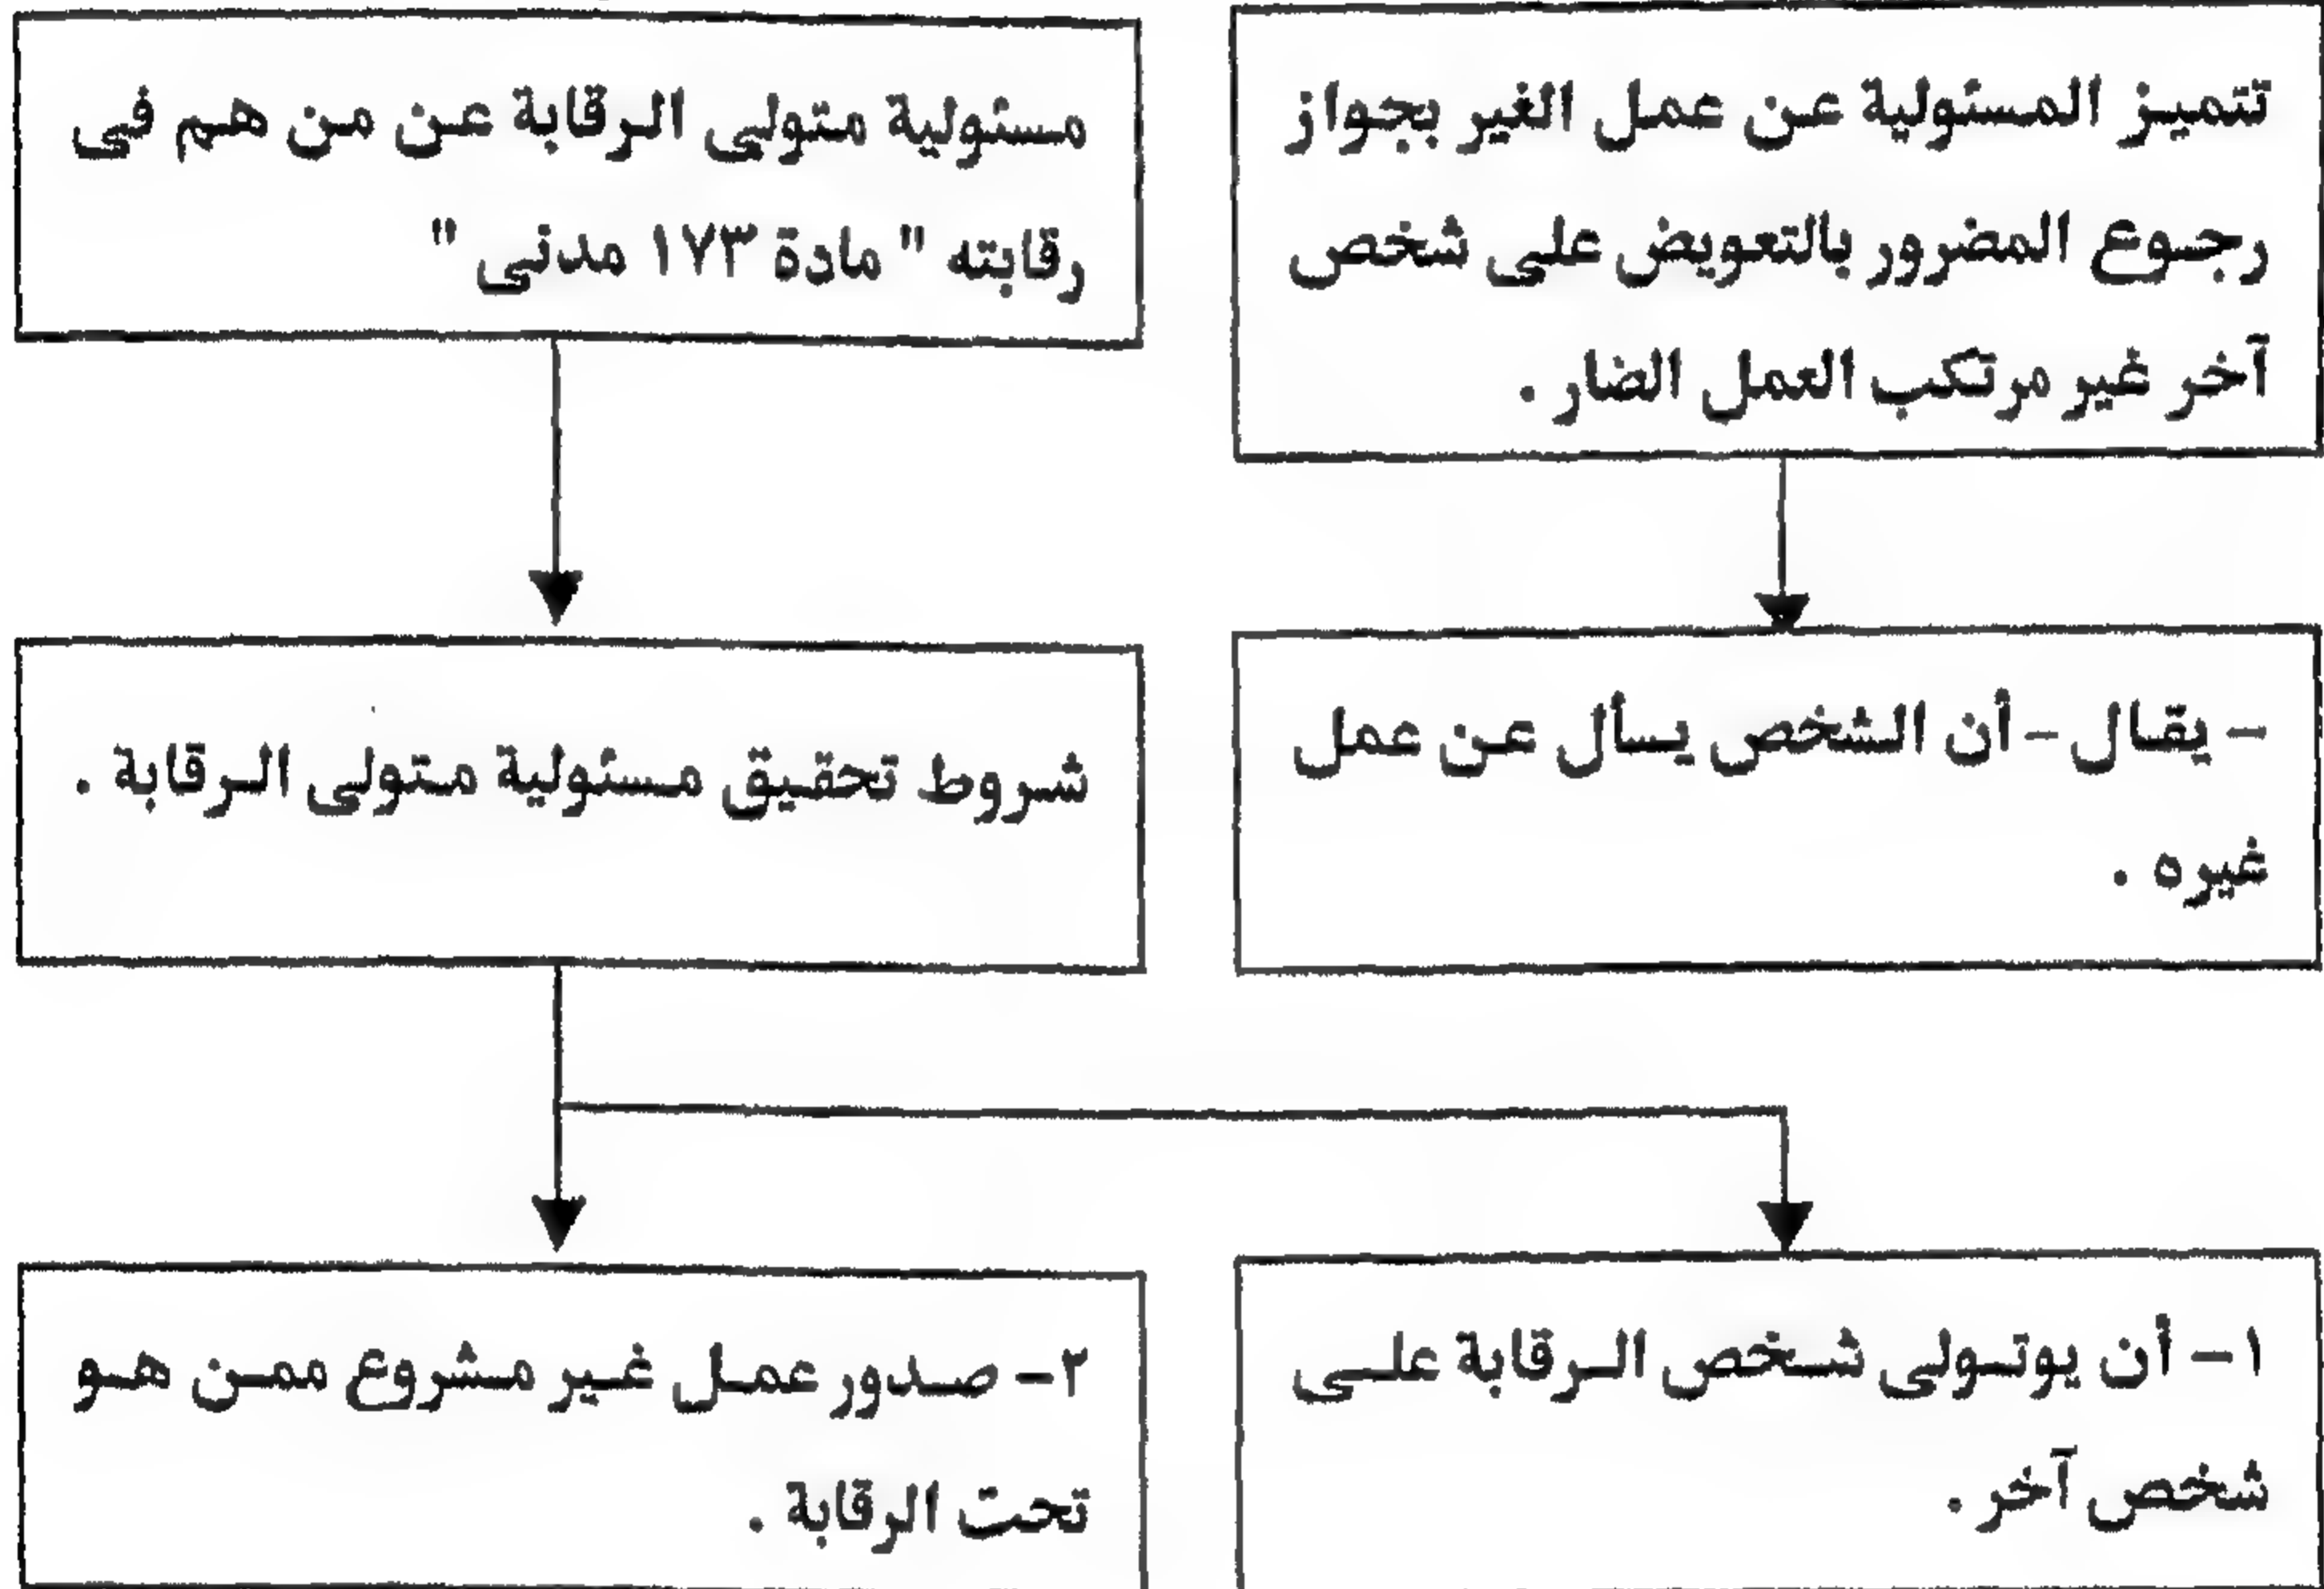 تتميز المسئولية عن عمل الغير بجواز
رجوع المضرور بالتعويض على شخص
آخر غير مرتكب العمل الضار .
مسئولية متولى الرقابة عن من هم فى
رقابته " مادة ١٧٣ مدنى "
– يقال – أن الشخص يسأل عن عمل
غيره .
شروط تحقيق مسئولية متولى الرقابة .
١ – أن يوتولى شخص الرقابة على
شخص آخر .
٢ – صدور عمل غير مشروع ممن هو
تحت الرقابة .